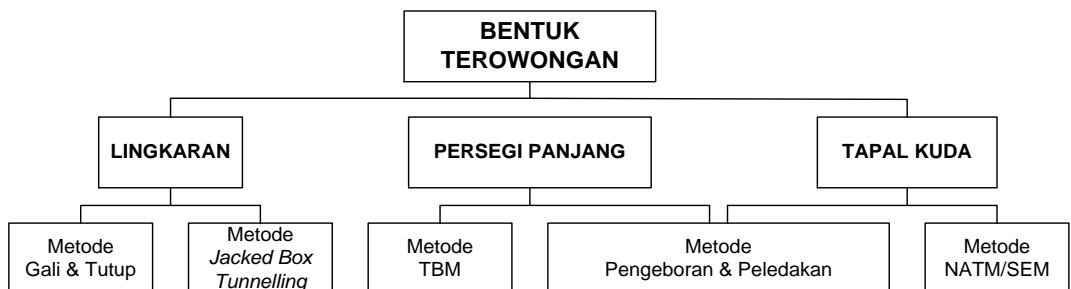 BENTUK
TEROWONGAN
LINGKARAN
PERSEGI PANJANG
TAPAL KUDA
Metode
Gali & Tutup
Metode
Jacked Box
Tunnelling
Metode
TBM
Metode
Pengeboran & Peledakan
Metode
NATM/SEM